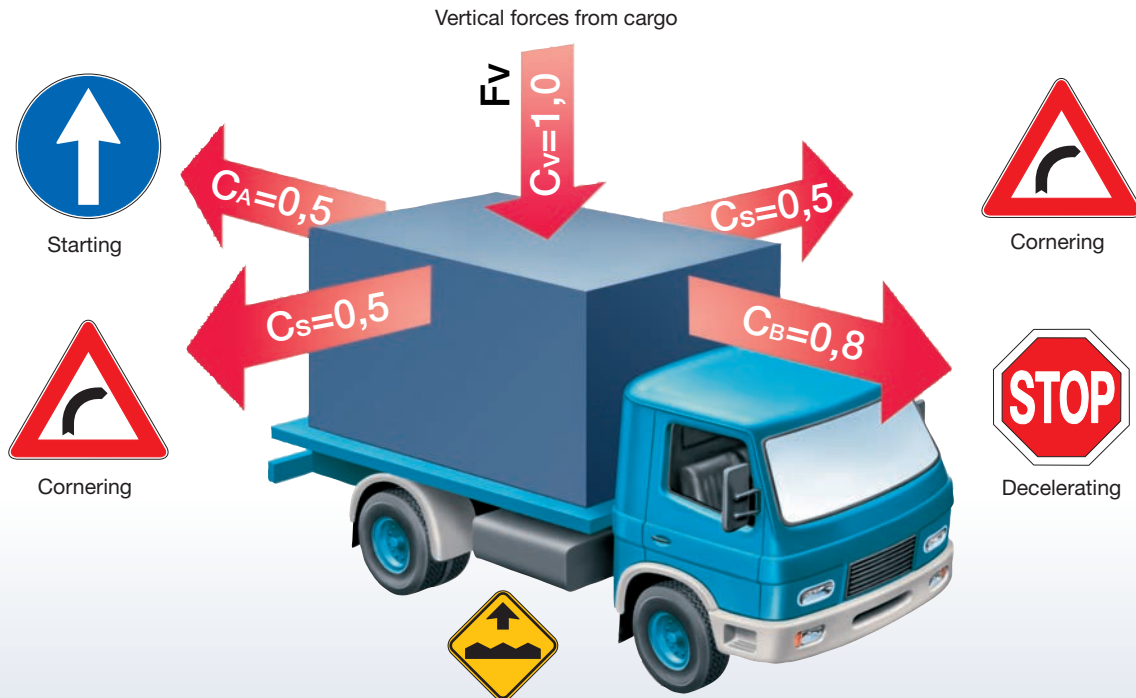 Vertical forces from cargo
Fv
Cv=1,0
CA=0,5
Cs=0,5
Starting
Cornering
Cs=0,5
CB=0,8
STOP
Cornering
Decelerating